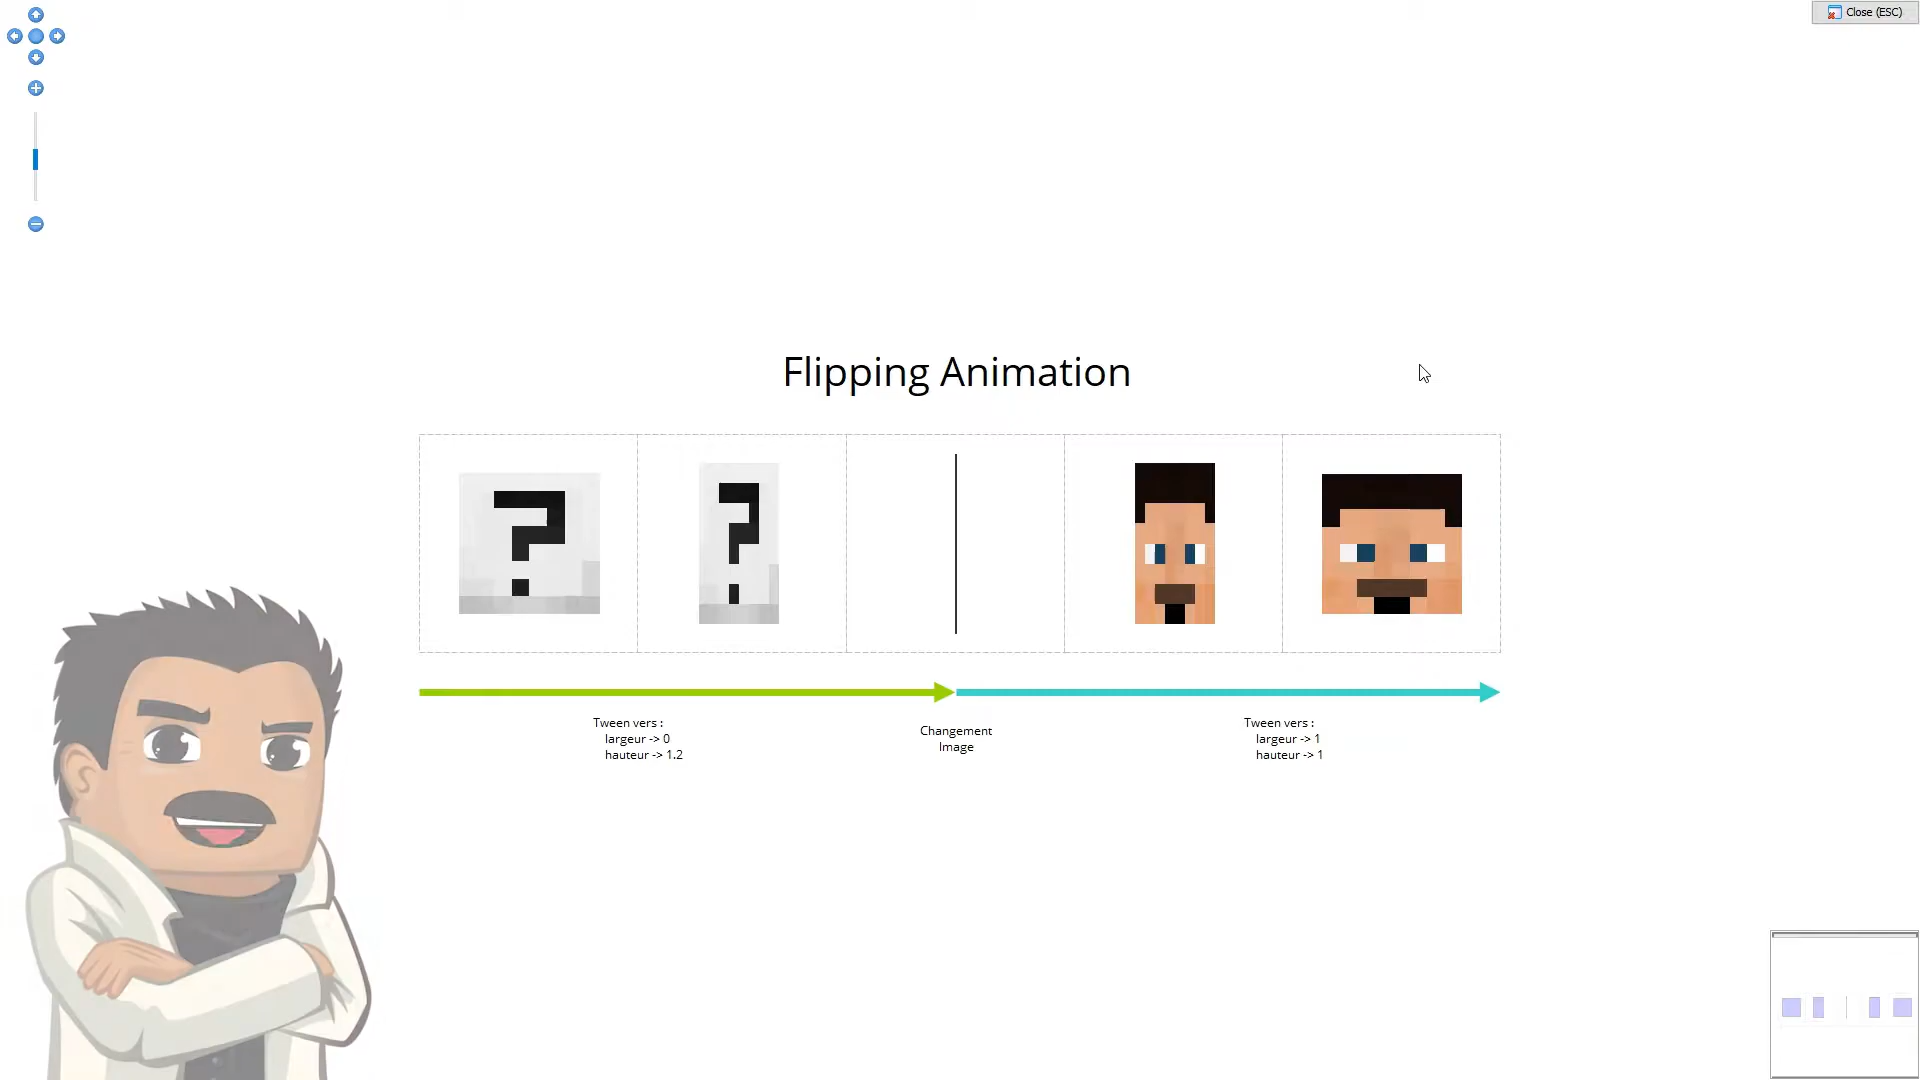 Close (ESC)
Flipping Animation
Tween vers :
largeur -> 0
hauteur -> 1.2
Changement
Image
Tween vers :
largeur -> 1
hauteur -> 1